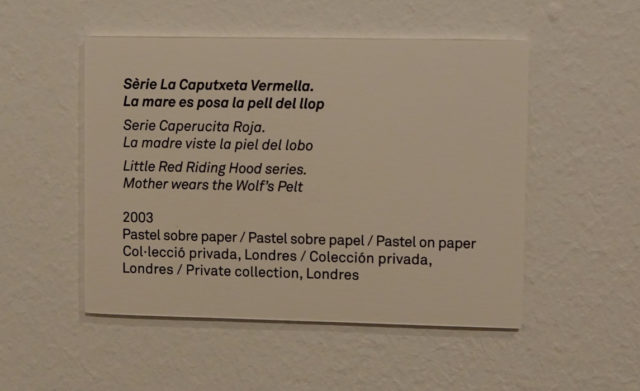 Sèrie La Caputxeta Vermella.
La mare es posa la pell del llop
Serie Caperucita Roja.
La madre viste la piel del lobo
Little Red Riding Hood series.
Mother wears the Wolf's Pelt
2003
Pastel sobre paper / Pastel sobre papel / Pastel on paper
Col·lecció privada, Londres / Colección privada,
Londres / Private collection, Londres